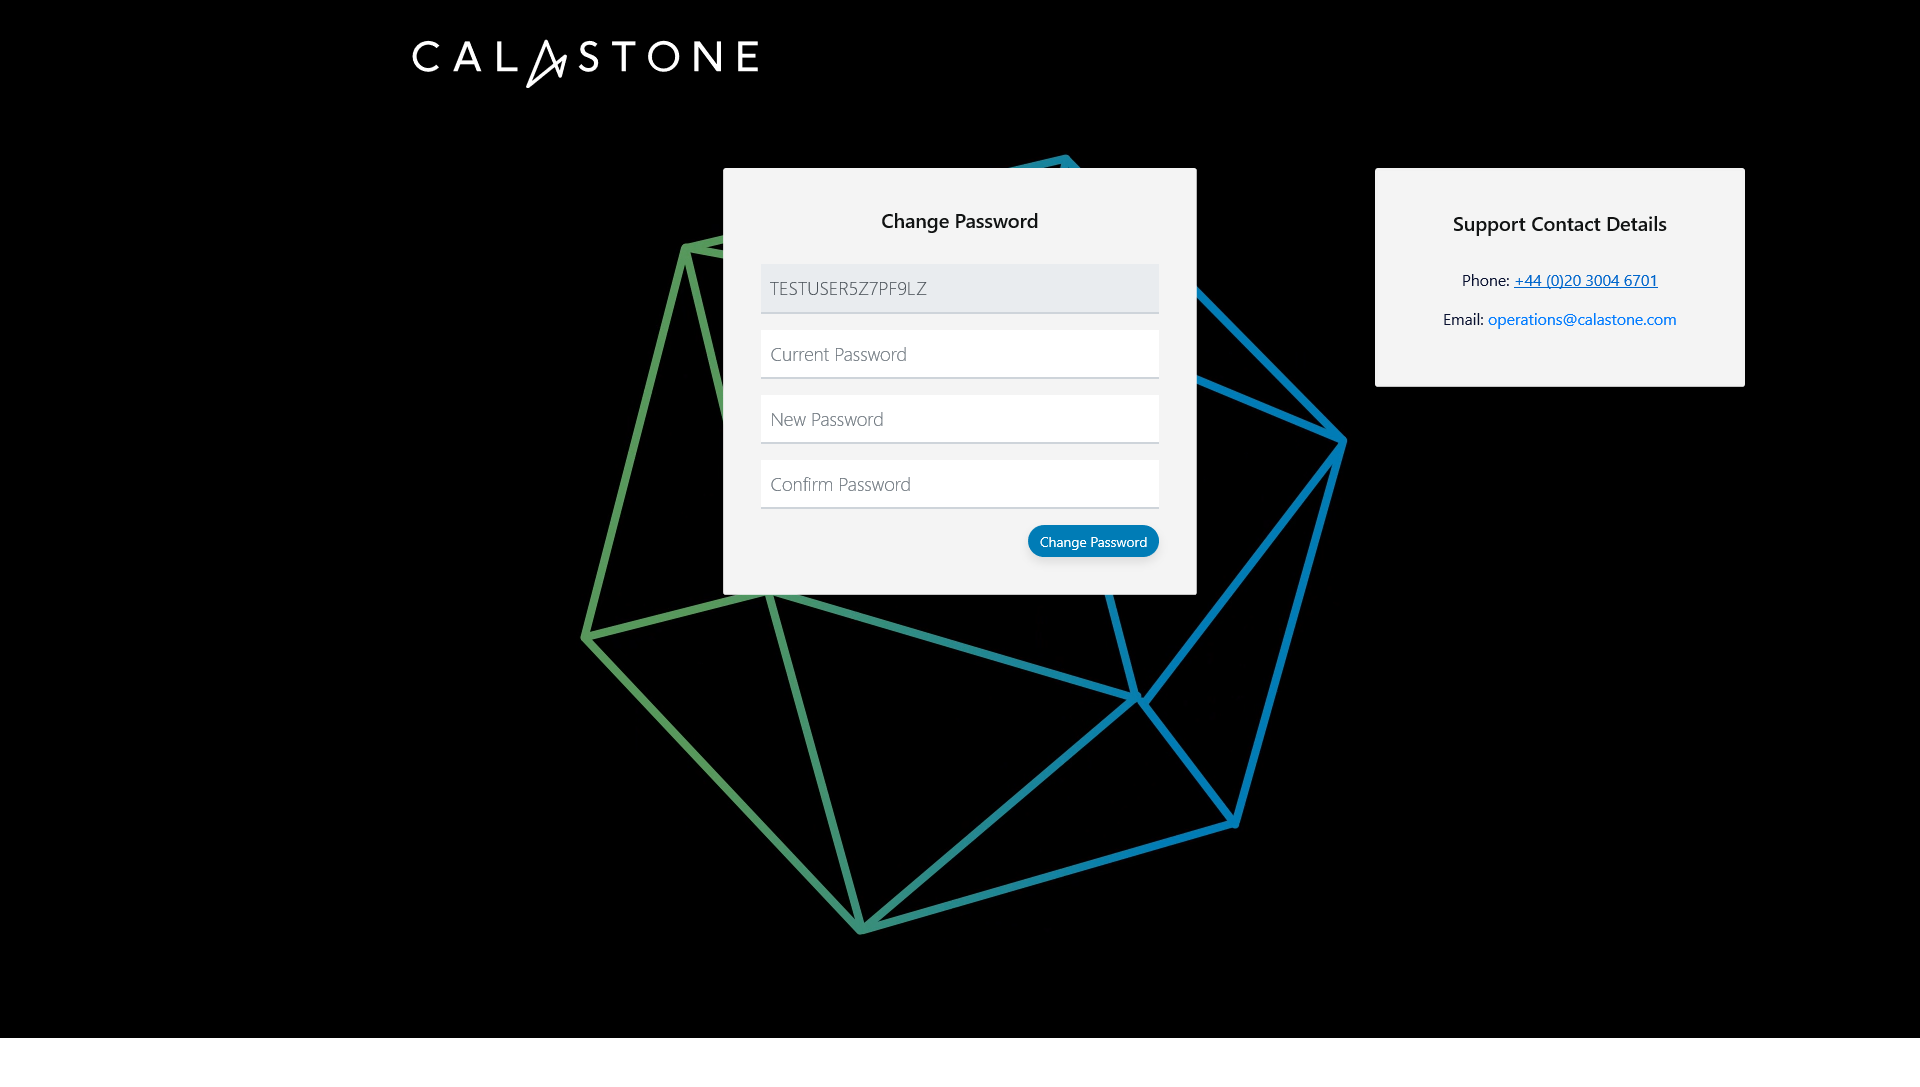 CALASTONE
Change Password
TESTUSER5Z7PF9LZ
Current Password
New Password
Confirm Password
Change Password
Support Contact Details
Phone: +44 (0)20 3004 6701
Email: operations@calastone.com